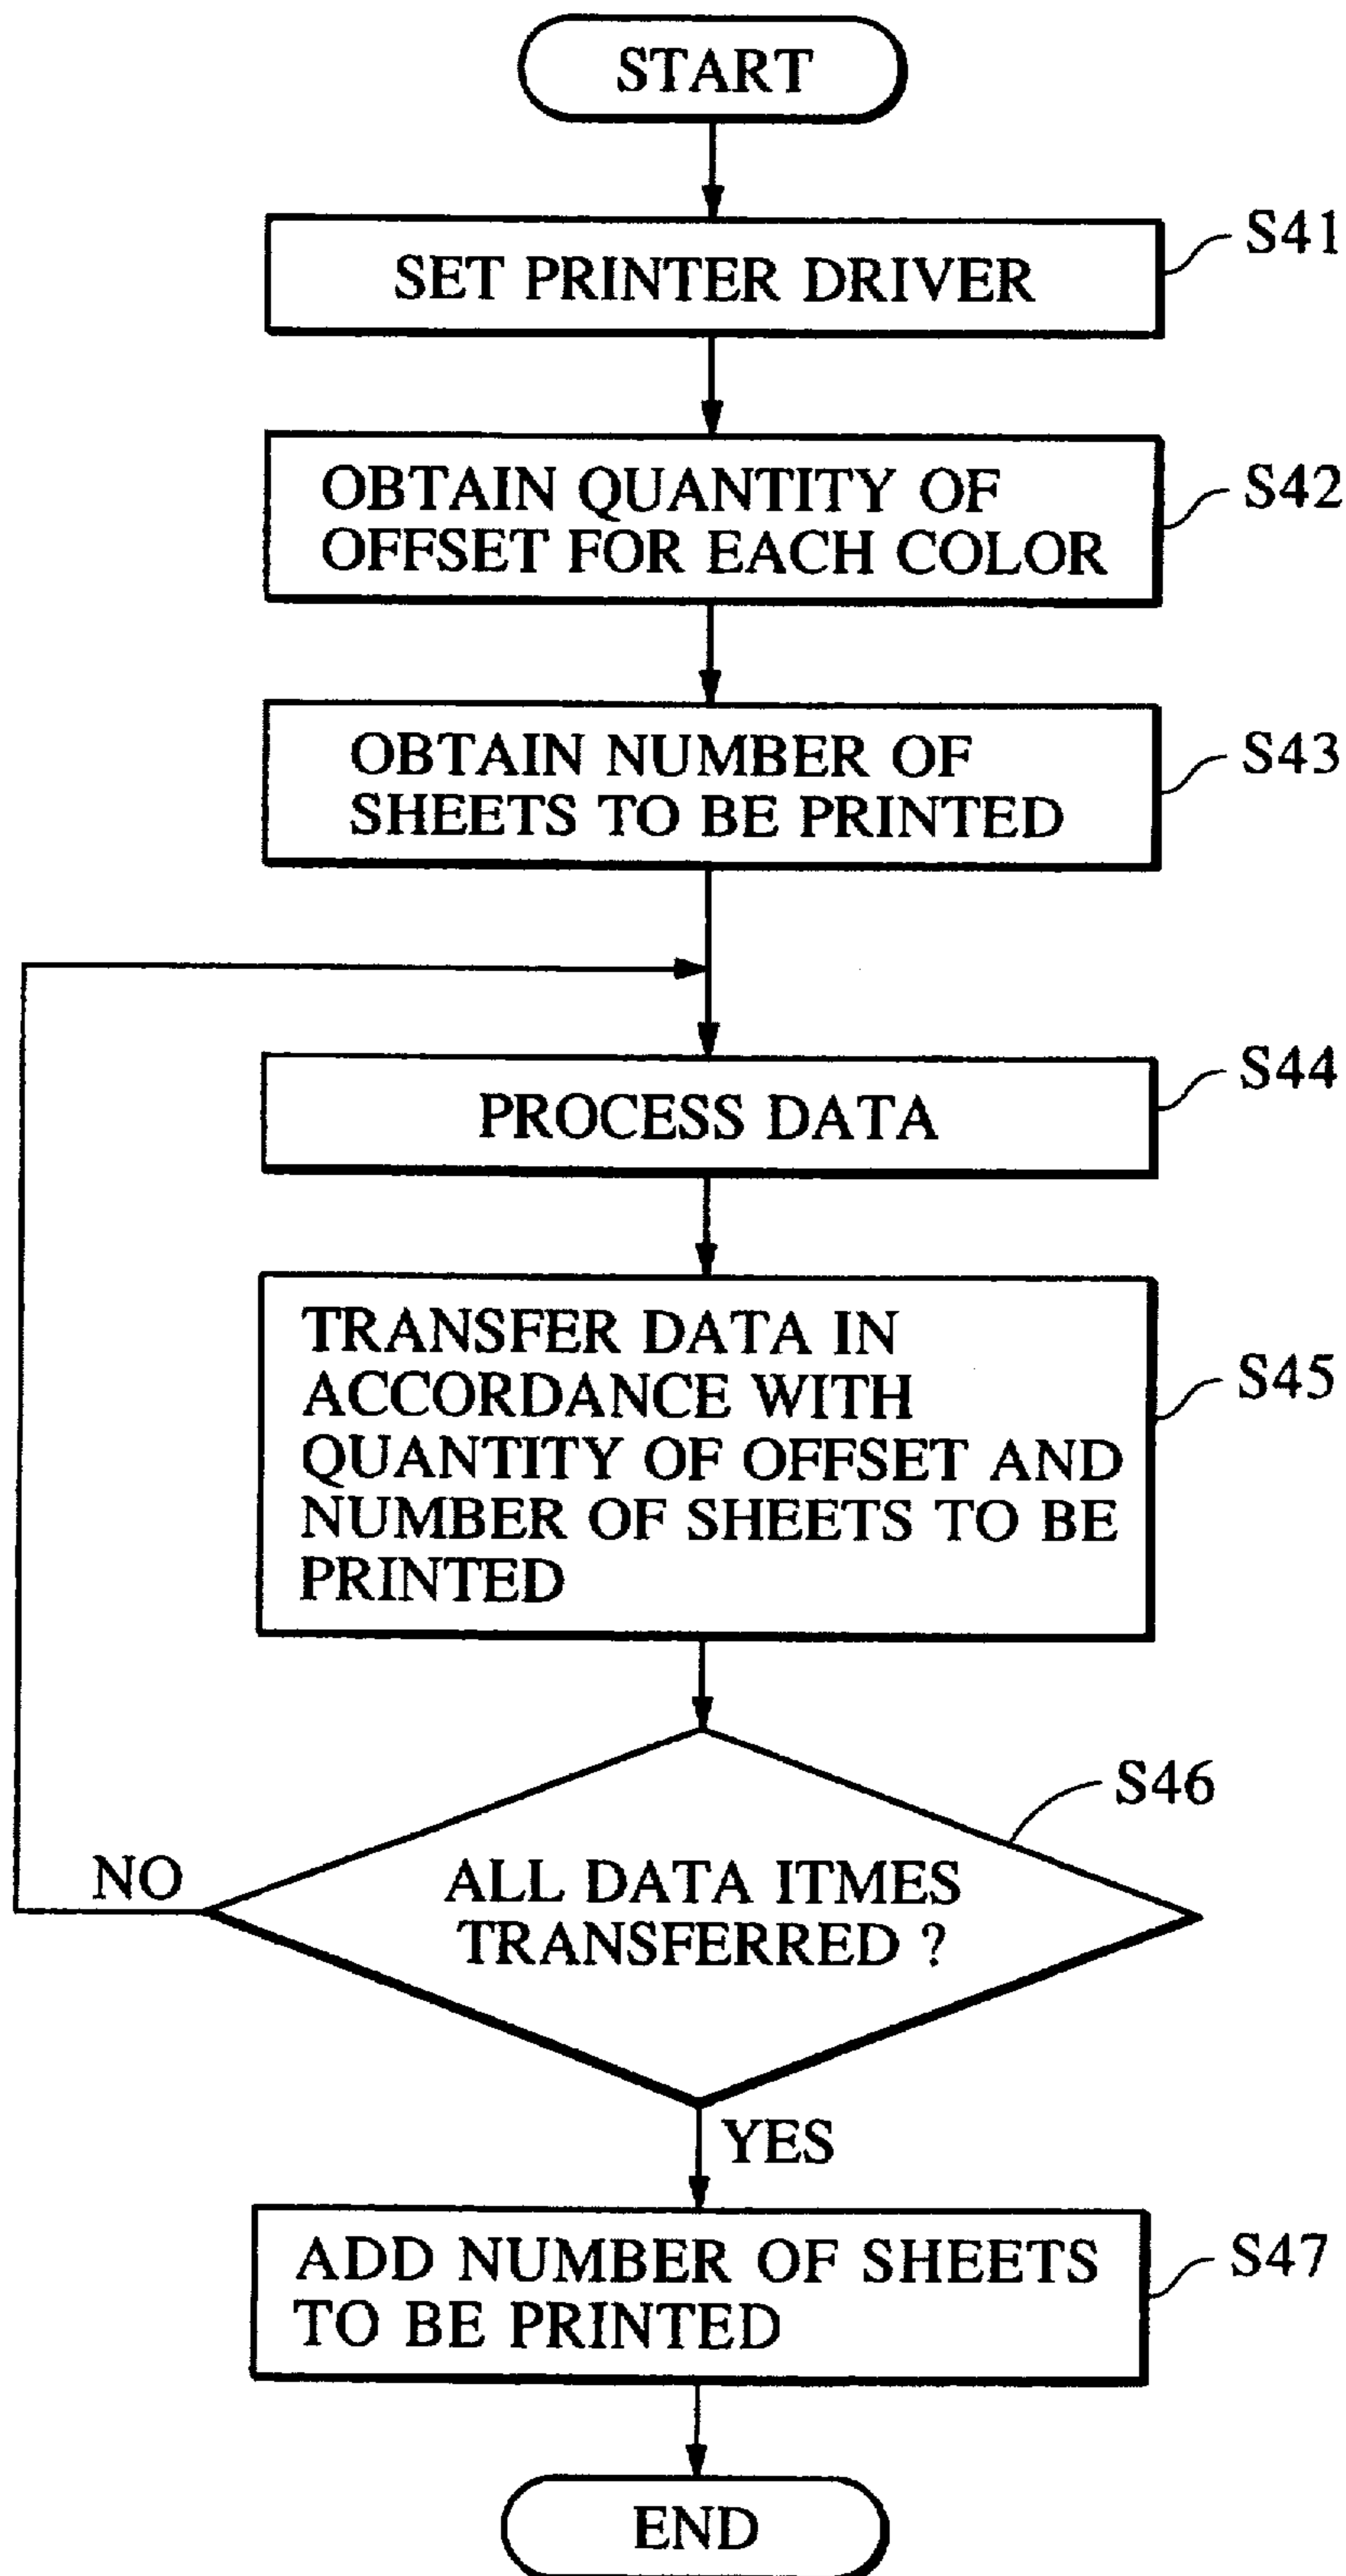 START
SET PRINTER DRIVER
S41
OBTAIN QUANTITY OF
OFFSET FOR EACH COLOR
S42
OBTAIN NUMBER OF
SHEETS TO BE PRINTED
S43
PROCESS DATA
S44
TRANSFER DATA IN
ACCORDANCE WITH
QUANTITY OF OFFSET AND
NUMBER OF SHEETS TO BE
PRINTED
S45
ALL DATA ITMES
TRANSFERRED ?
S46
NO
YES
ADD NUMBER OF SHEETS
TO BE PRINTED
S47
END